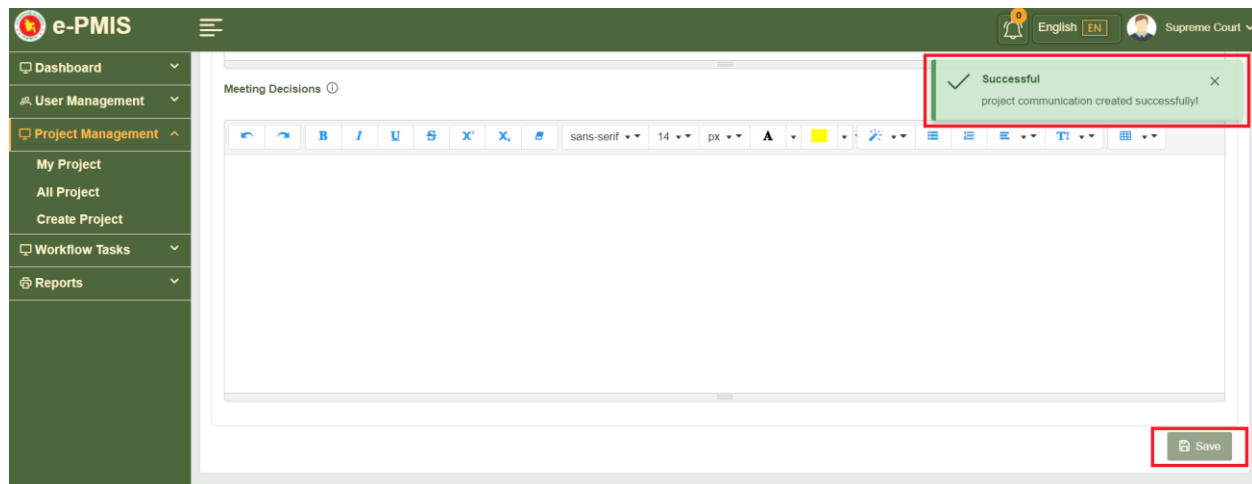 e-PMIS
0
English EN
Supreme Court
Dashboard
User Management
Project Management
My Project
All Project
Create Project
Workflow Tasks
Reports
Successful
project communication created successfully!
Meeting Decisions
B I U S X' X, sans-serif 14 px A T
Save